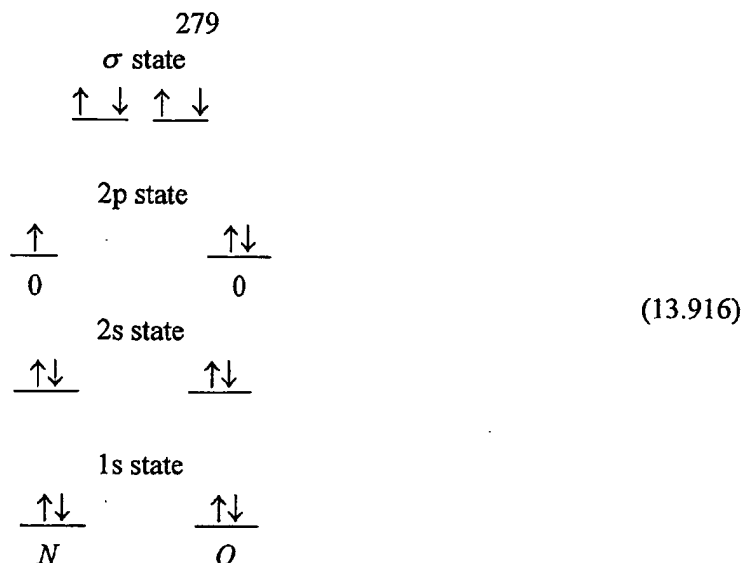 279
σ state
↑ ↓ ↑ ↓
2p state
↑ ↑↓
0 0
(13.916)
2s state
↑↓ ↑↓
1s state
↑↓ ↑↓
N O